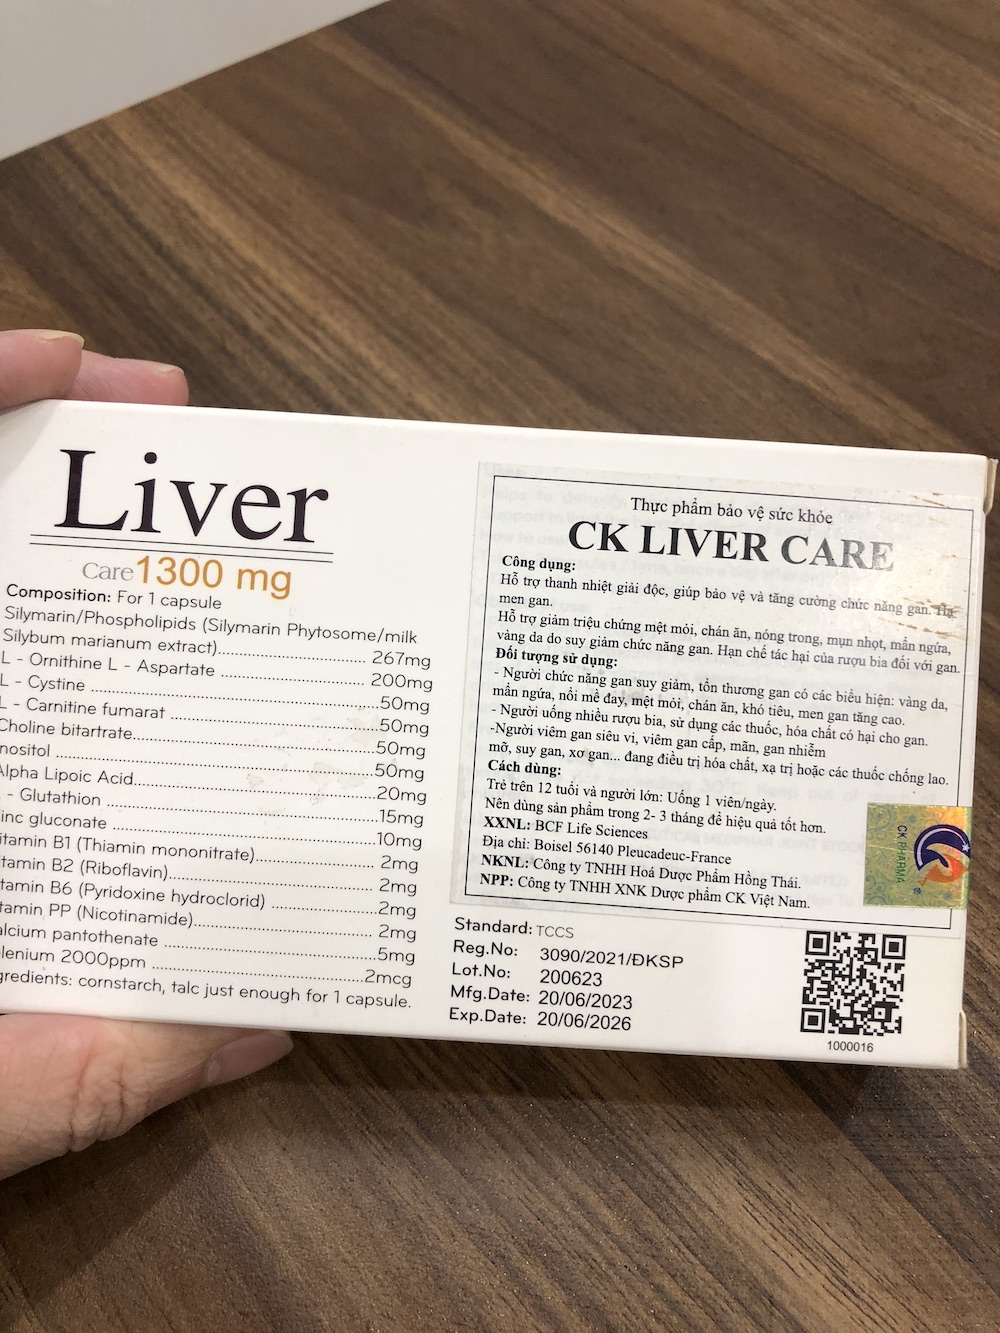 Liver
Care 1300 mg
Composition: For 1 capsule
Silymarin/Phospholipids (Silymarin Phytosome/milk
Silybum marianum extract)........ 267mg
L - Ornithine L - Aspartate ........ 200mg
L - Cystine ........ 50mg
L - Carnitine fumarat ........ 50mg
Choline bitartrate........ 50mg
nositol ........ 50mg
Alpha Lipoic Acid........ 20mg
- Glutathion ........ 15mg
inc gluconate ........ 10mg
itamin B1 (Thiamin mononitrate)........ 2mg
tamin B2 (Riboflavin)........ 2mg
tamin B6 (Pyridoxine hydroclorid) ........ 2mg
tamin PP (Nicotinamide)........ 2mg
alcium pantothenate ........ 5mg
lenium 2000ppm ........ 2mcg
gredients: cornstarch, talc just enough for 1 capsule.
Thực phẩm bảo vệ sức khỏe
CK LIVER CARE
Công dụng:
Hỗ trợ thanh nhiệt giải độc, giúp bảo vệ và tăng cường chức năng gan. Hạ
men gan.
Hỗ trợ giảm triệu chứng mệt mỏi, chán ăn, nóng trong, mụn nhọt, mẩn ngứa,
vàng da do suy giảm chức năng gan. Hạn chế tác hại của rượu bia đối với gan.
Đối tượng sử dụng:
- Người chức năng gan suy giảm, tổn thương gan có các biểu hiện: vàng da,
mẩn ngứa, nổi mề đay, mệt mỏi, chán ăn, khó tiêu, men gan tăng cao.
- Người uống nhiều rượu bia, sử dụng các thuốc, hóa chất có hại cho gan.
-Người viêm gan siêu vi, viêm gan cấp, mãn, gan nhiễm
mỡ, suy gan, xơ gan... đang điều trị hóa chất, xạ trị hoặc các thuốc chống lao.
Cách dùng:
Trẻ trên 12 tuổi và người lớn: Uống 1 viên/ngày.
Nên dùng sản phẩm trong 2- 3 tháng để hiệu quả tốt hơn.
XXNL: BCF Life Sciences
Địa chỉ: Boisel 56140 Pleucadeuc-France
NKNL: Công ty TNHH Hoá Dược Phẩm Hồng Thái.
NPP: Công ty TNHH XNK Dược phẩm CK Việt Nam.
CK PHARMA
®
Standard: TCCS
Reg.No: 3090/2021/ĐKSP
Lot.No: 200623
Mfg.Date: 20/06/2023
Exp.Date: 20/06/2026
1000016